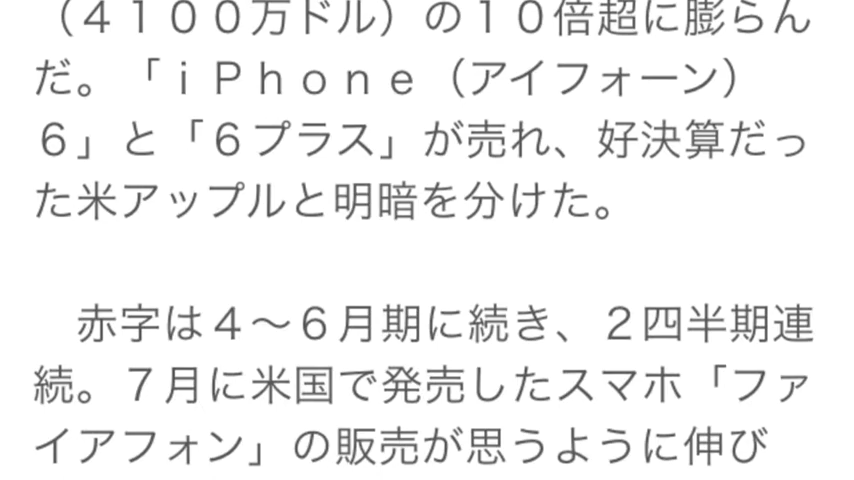 （４１００万ドル）の１０倍超に膨らん
だ。「ｉＰｈｏｎｅ（アイフォーン）
６」と「６プラス」が売れ、好決算だっ
た米アップルと明暗を分けた。
　赤字は４～６月期に続き、２四半期連
続。７月に米国で発売したスマホ「ファ
イアフォン」の販売が思うように伸び